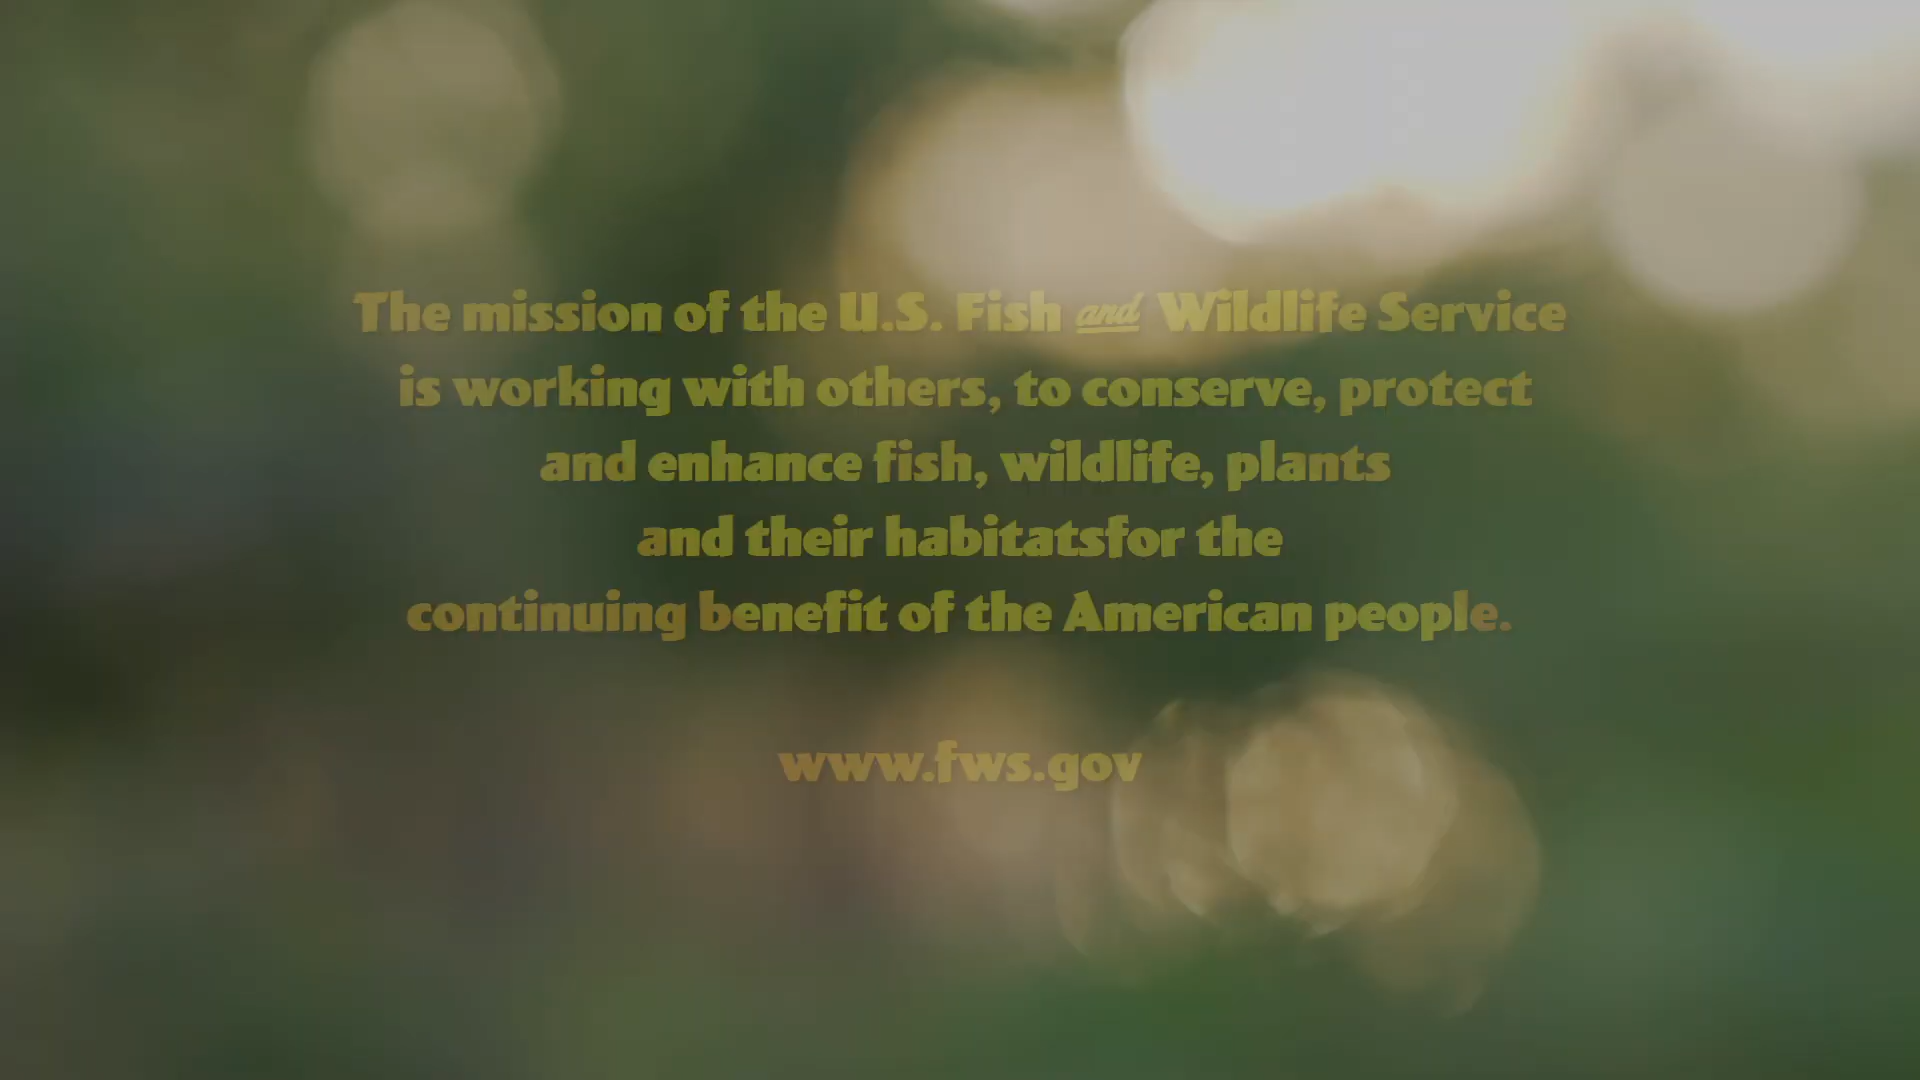 The mission of the U.S. Fish and Wildlife Service
is working with others, to conserve, protect
and enhance fish, wildlife, plants
and their habitatsfor the
continuing benefit of the American people.
www.fws.gov